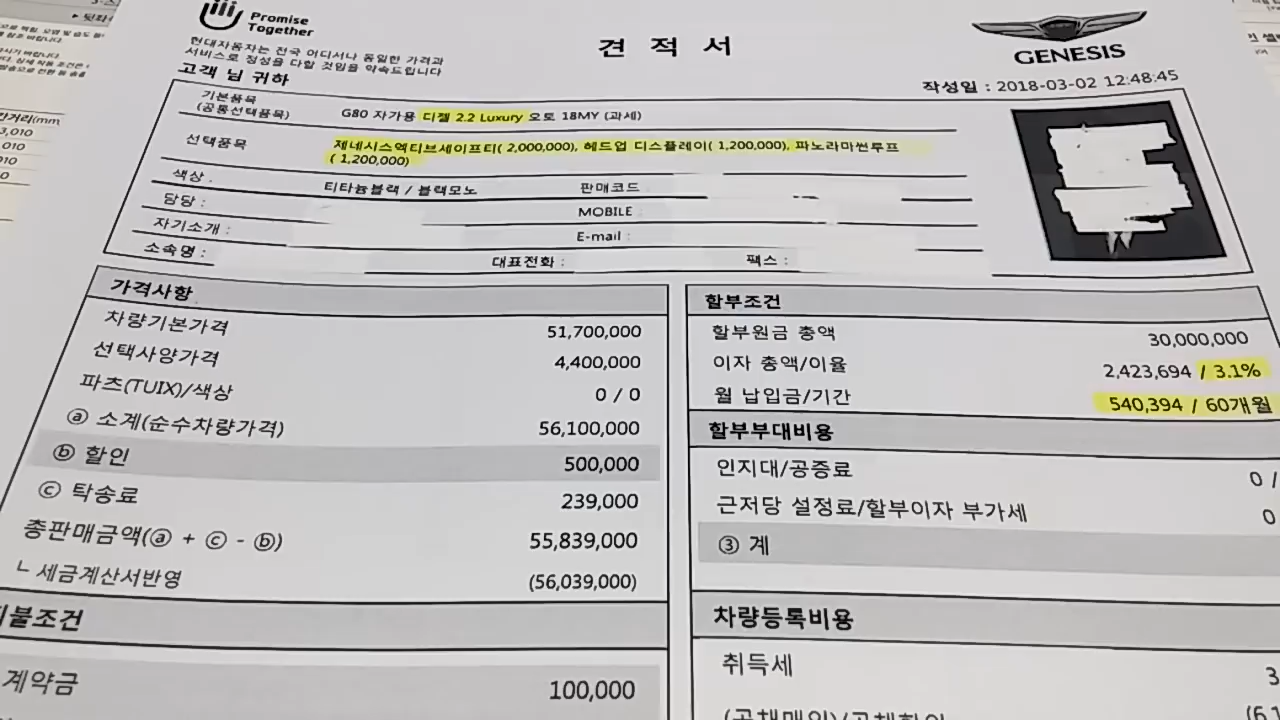 Promise
Together
현대자동차는 전국 어디서나 동일한 가격과
서비스로 정성을 다할 것임을 약속드립니다
고객 님 귀하
견 적 서
GENESIS
작성일 : 2018-03-02 12:48:45
기본품목
(공통선택품목)
G80 자가용 디젤 2.2 Luxury 오토 18MY (과세)
선택품목
제네시스엑티브세이프티( 2,000,000), 헤드업 디스플레이( 1,200,000), 파노라마썬루프
( 1,200,000)
색상 : 티타늄블랙 / 블랙모노 판매코드
담당 : MOBILE :
자기소개 : E-mail :
소속명 : 대표전화 : 팩스 :
가격사항
차량기본가격 51,700,000
선택사양가격 4,400,000
파츠(TUIX)/색상 0 / 0
ⓐ 소계(순수차량가격) 56,100,000
ⓑ 할인 500,000
ⓒ 탁송료 239,000
총판매금액(ⓐ + ⓒ - ⓑ) 55,839,000
ㄴ 세금계산서반영 (56,039,000)
지불조건
계약금 100,000
할부조건
할부원금 총액 30,000,000
이자 총액/이율 2,423,694 / 3.1%
월 납입금/기간 540,394 / 60개월
할부부대비용
인지대/공증료 0 /
근저당 설정료/할부이자 부가세 0
③ 계
차량등록비용
취득세 3
3,010
,010
010
0